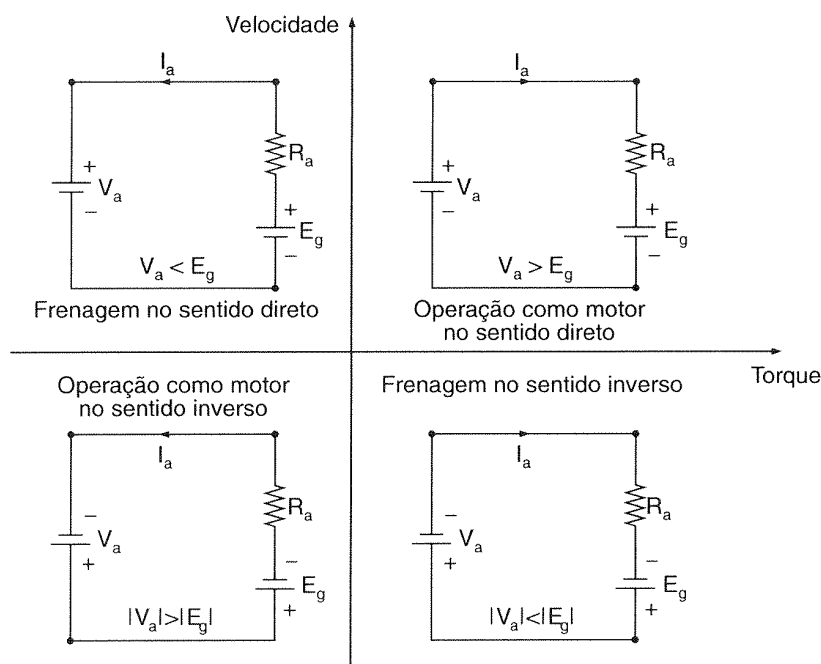 Velocidade
I_a
+
V_a
−
R_a
+
E_g
−
V_a < E_g
Frenagem no sentido direto
I_a
+
V_a
−
R_a
+
E_g
−
V_a > E_g
Operação como motor
no sentido direto
Torque
Operação como motor
no sentido inverso
I_a
−
V_a
+
R_a
−
E_g
+
|V_a|>|E_g|
Frenagem no sentido inverso
I_a
−
V_a
+
R_a
−
E_g
+
|V_a|<|E_g|